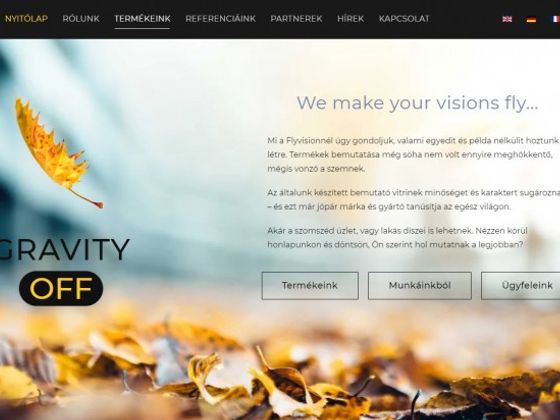 NYITÓLAP RÓLUNK TERMÉKEINK REFERENCIÁINK PARTNEREK HÍREK KAPCSOLAT
We make your visions fly...
Mi a Flyvisionnél úgy gondoljuk, valami egyedit és példa nélkülit hoztunk
létre. Termékek bemutatása még soha nem volt ennyire meghökkentő,
mégis vonzó a szemnek.
Az általunk készített bemutató vitrinek minőséget és karaktert sugározna
– és ezt már jópár márka és gyártó tanúsítja az egész világon.
Akár a szomszéd üzlet, vagy lakás díszei is lehetnek. Nézzen körül
honlapunkon és döntsön, Ön szerint hol mutatnak a legjobban?
GRAVITY
OFF
Termékeink Munkáinkból Ügyfeleink